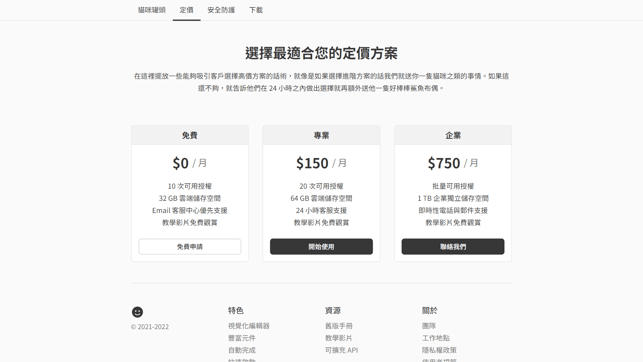 貓咪罐頭 定價 安全防護 下載
選擇最適合您的定價方案
在這裡擺放一些能夠吸引客戶選擇高價方案的話術，就像是如果選擇進階方案的話我們就送你一隻貓咪之類的事情。如果這
還不夠，就告訴他們在 24 小時之內做出選擇就再額外送他一隻好棒棒鯊魚布偶。
免費
$0 / 月
10 次可用授權
32 GB 雲端儲存空間
Email 客服中心優先支援
教學影片免費觀賞
免費申請
專業
$150 / 月
20 次可用授權
64 GB 雲端儲存空間
24 小時客服支援
教學影片免費觀賞
開始使用
企業
$750 / 月
批量可用授權
1 TB 企業獨立儲存空間
即時性電話與郵件支援
教學影片免費觀賞
聯絡我們
© 2021-2022
特色
視覺化編輯器
豐富元件
自動完成
資源
舊版手冊
教學影片
可擴充 API
關於
團隊
工作地點
隱私權政策